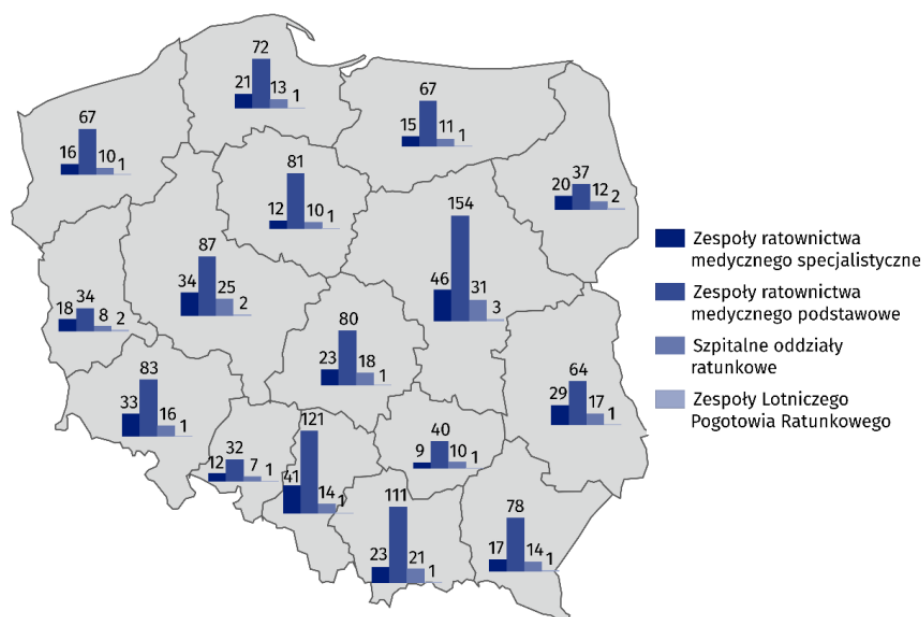 72
21 13 1
67
16 10 1
67
15 11 1
81
12 10 1
37
20 12 2
154
46 31 3
87
34 25 2
34
18 8 2
80
23 18 1
83
33 16 1
64
29 17 1
32
12 7 1
121
41 14 1
40
9 10 1
111
23 21 1
78
17 14 1
Zespoły ratownictwa
medycznego specjalistyczne
Zespoły ratownictwa
medycznego podstawowe
Szpitalne oddziały
ratunkowe
Zespoły Lotniczego
Pogotowia Ratunkowego